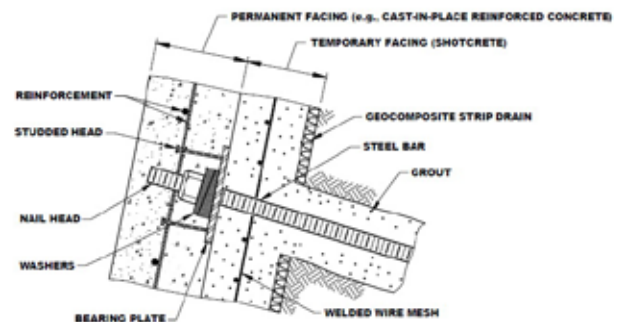 PERMANENT FACING (e.g., CAST-IN-PLACE REINFORCED CONCRETE)
TEMPORARY FACING (SHOTCRETE)
REINFORCEMENT
GEOCOMPOSITE STRIP DRAIN
STUDDED HEAD
STEEL BAR
GROUT
NAIL HEAD
WASHERS
WELDED WIRE MESH
BEARING PLATE